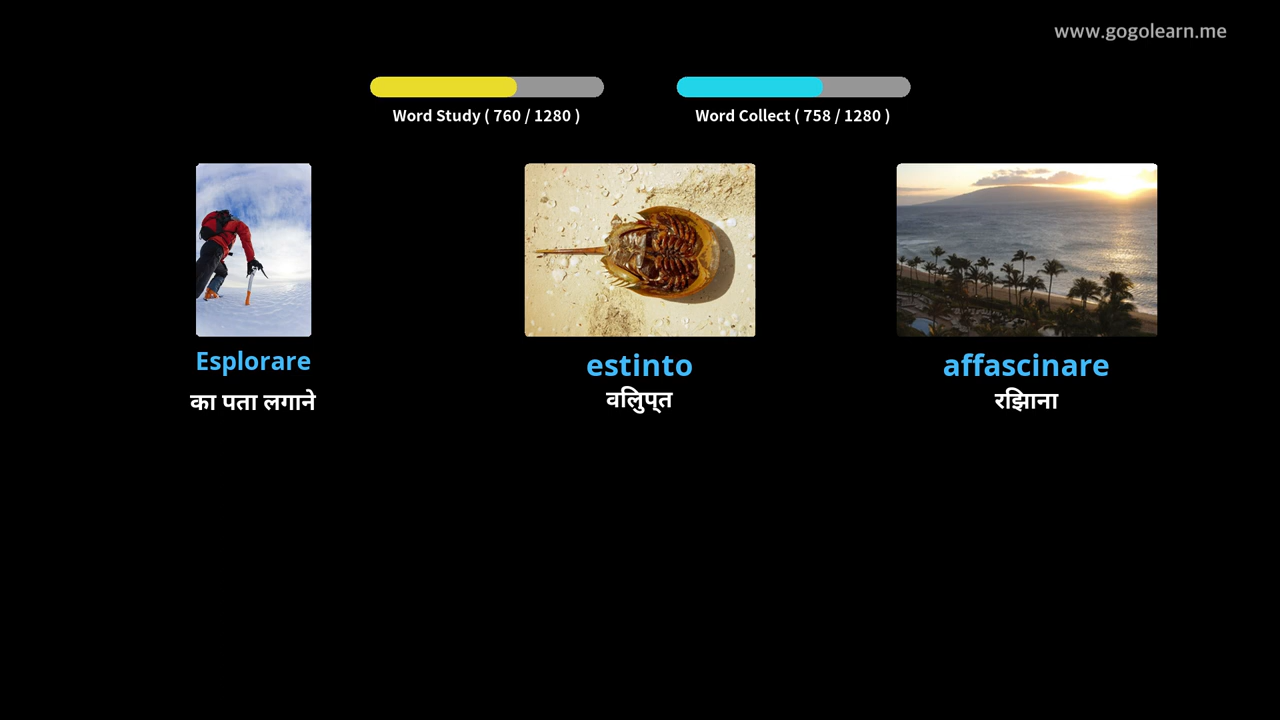 www.gogolearn.me
Word Study ( 760 / 1280 )
Word Collect ( 758 / 1280 )
Esplorare
का पता लगाने
estinto
विलुप्त
affascinare
रिझाना